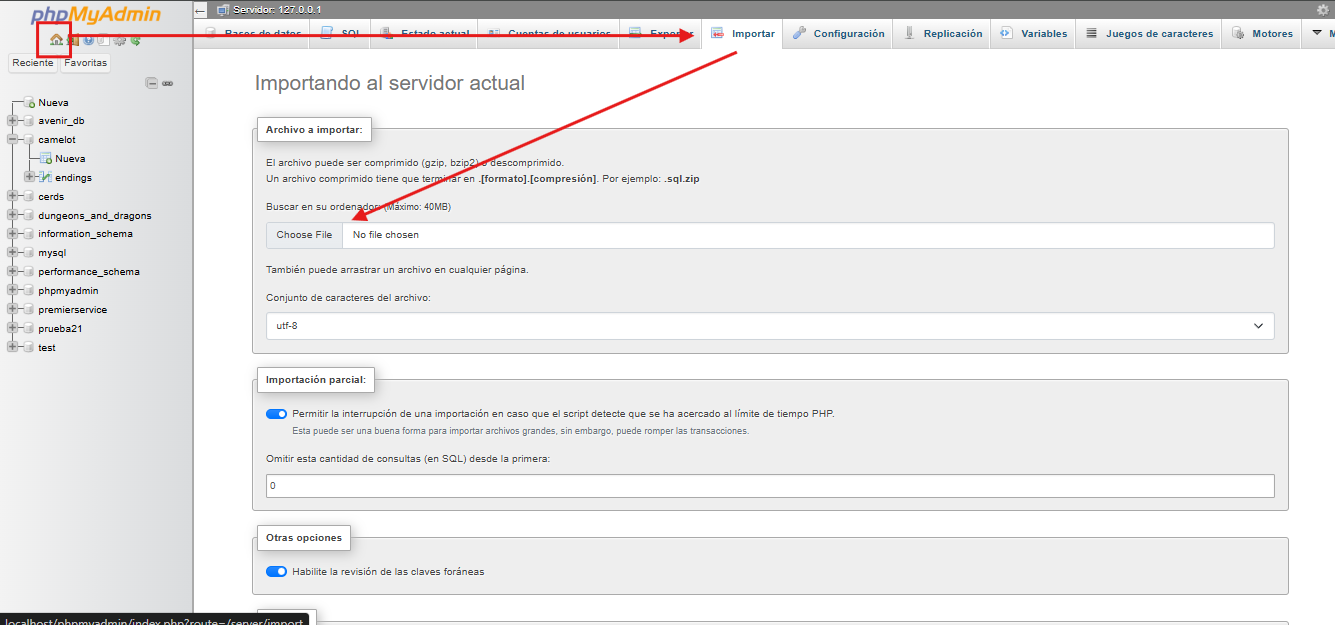 phpMyAdmin
Reciente Favoritas
Nueva
avenir_db
camelot
Nueva
endings
cerds
dungeons_and_dragons
information_schema
mysql
performance_schema
phpmyadmin
premierservice
prueba21
test
Servidor: 127.0.0.1
Bases de datos SQL Estado actual Cuentas de usuarios Exportar Importar Configuración Replicación Variables Juegos de caracteres Motores
Importando al servidor actual
Archivo a importar:
El archivo puede ser comprimido (gzip, bzip2) o descomprimido.
Un archivo comprimido tiene que terminar en .[formato].[compresión]. Por ejemplo: .sql.zip
Buscar en su ordenador: (Máximo: 40MB)
Choose File No file chosen
También puede arrastrar un archivo en cualquier página.
Conjunto de caracteres del archivo:
utf-8
Importación parcial:
Permitir la interrupción de una importación en caso que el script detecte que se ha acercado al límite de tiempo PHP.
Esta puede ser una buena forma para importar archivos grandes, sin embargo, puede romper las transacciones.
Omitir esta cantidad de consultas (en SQL) desde la primera:
0
Otras opciones
Habilite la revisión de las claves foráneas
localhost/phpmyadmin/index.php?route=/server/import